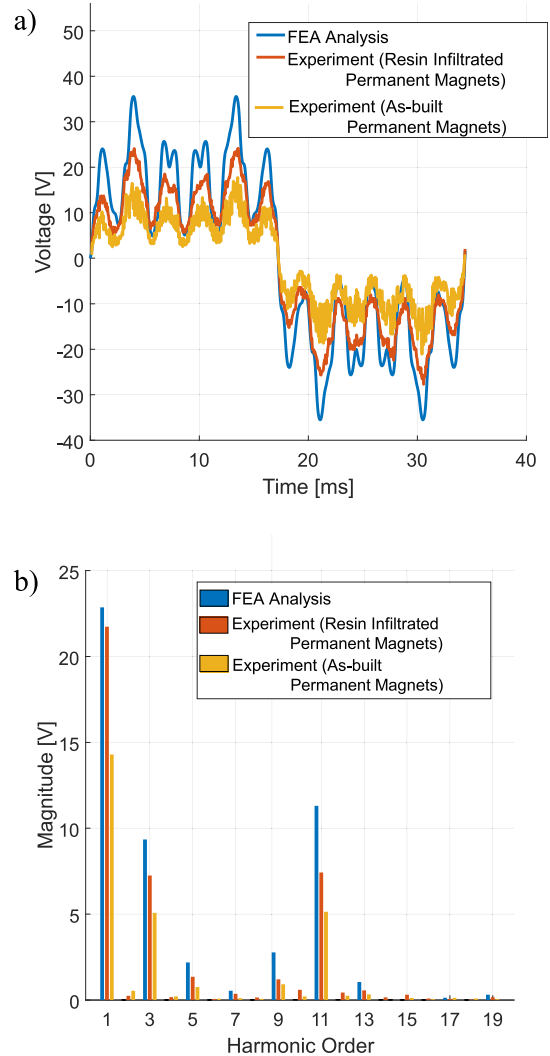 a)
50
40
30
20
10
0
-10
-20
-30
-40
Voltage [V]
FEA Analysis
Experiment (Resin Infiltrated
Permanent Magnets)
Experiment (As-built
Permanent Magnets)
0 10 20 30 40
Time [ms]
b)
25
20
15
10
5
0
Magnitude [V]
FEA Analysis
Experiment (Resin Infiltrated
Permanent Magnets)
Experiment (As-built
Permanent Magnets)
1 3 5 7 9 11 13 15 17 19
Harmonic Order